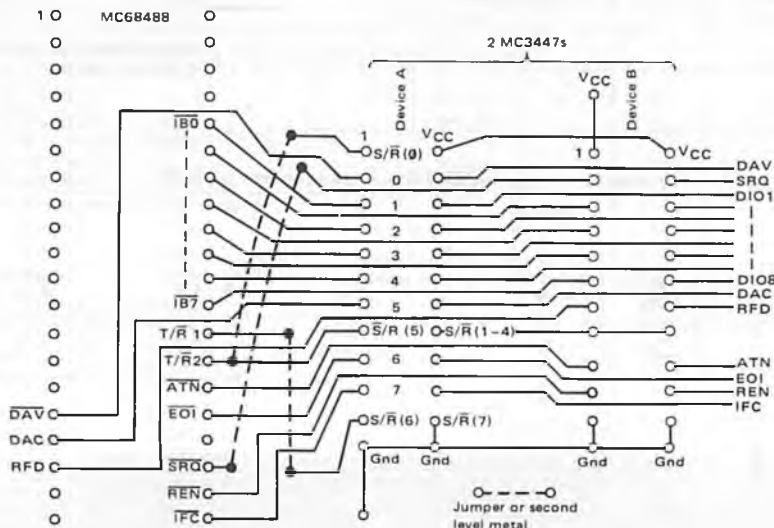 1 MC68488
2 MC3447s
Device A
Device B
VCC
IB0
1
VCC
S/R (0)
1
VCC
DAV
0
SRQ
1
DIO1
2
3
4
DIO8
IB7
5
DAC
RFD
T/R 1
S/R (5)
S/R (1-4)
T/R 2
6
ATN
ATN
EOI
7
REN
DAV
EOI
IFC
S/R (6)
S/R (7)
DAC
RFD
SRQ
Gnd
Gnd
Gnd
Gnd
REN
IFC
Jumper or second
level metal